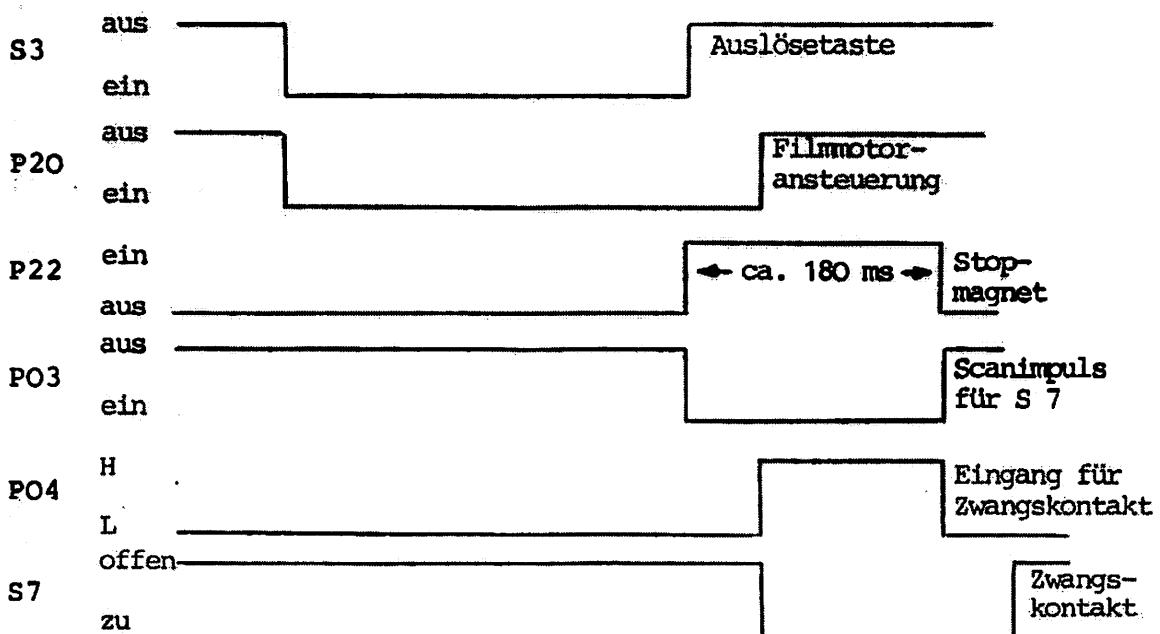 aus
S3
Auslösetaste
ein
aus
P20
Filmmotor-
ansteuerung
ein
ein
P22
ca. 180 ms
Stop-
magnet
aus
aus
PO3
Scanimpuls
für S 7
ein
H
PO4
Eingang für
Zwangskontakt
L
offen
S7
Zwangs-
kontakt
zu